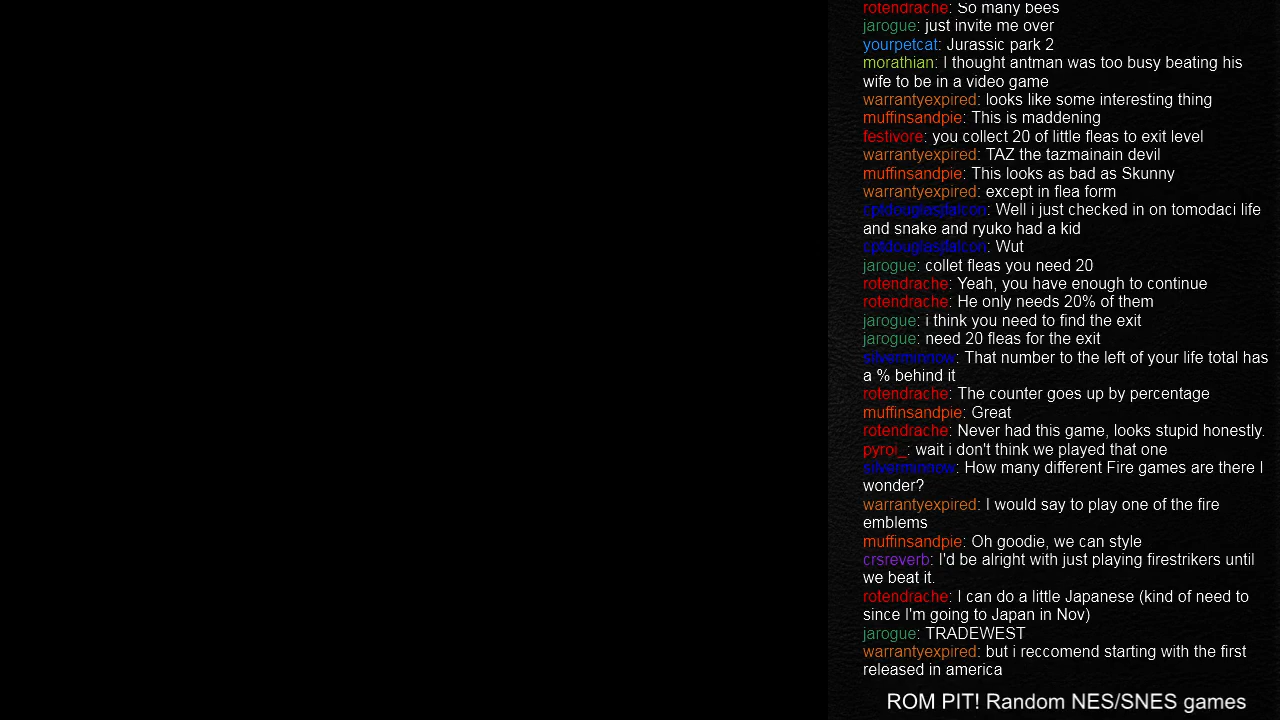 rotendrache: So many bees
jarogue: just invite me over
yourpetcat: Jurassic park 2
morathian: I thought antman was too busy beating his
wife to be in a video game
warrantyexpired: looks like some interesting thing
muffinsandpie: This is maddening
festivore: you collect 20 of little fleas to exit level
warrantyexpired: TAZ the tazmainain devil
muffinsandpie: This looks as bad as Skunny
warrantyexpired: except in flea form
cptdouglasjfalcon: Well i just checked in on tomodaci life
and snake and ryuko had a kid
cptdouglasjfalcon: Wut
jarogue: collet fleas you need 20
rotendrache: Yeah, you have enough to continue
rotendrache: He only needs 20% of them
jarogue: i think you need to find the exit
jarogue: need 20 fleas for the exit
silverminnow: That number to the left of your life total has
a % behind it
rotendrache: The counter goes up by percentage
muffinsandpie: Great
rotendrache: Never had this game, looks stupid honestly.
pyroi_: wait i don't think we played that one
silverminnow: How many different Fire games are there I
wonder?
warrantyexpired: I would say to play one of the fire
emblems
muffinsandpie: Oh goodie, we can style
crsreverb: I'd be alright with just playing firestrikers until
we beat it.
rotendrache: I can do a little Japanese (kind of need to
since I'm going to Japan in Nov)
jarogue: TRADEWEST
warrantyexpired: but i reccomend starting with the first
released in america
ROM PIT! Random NES/SNES games